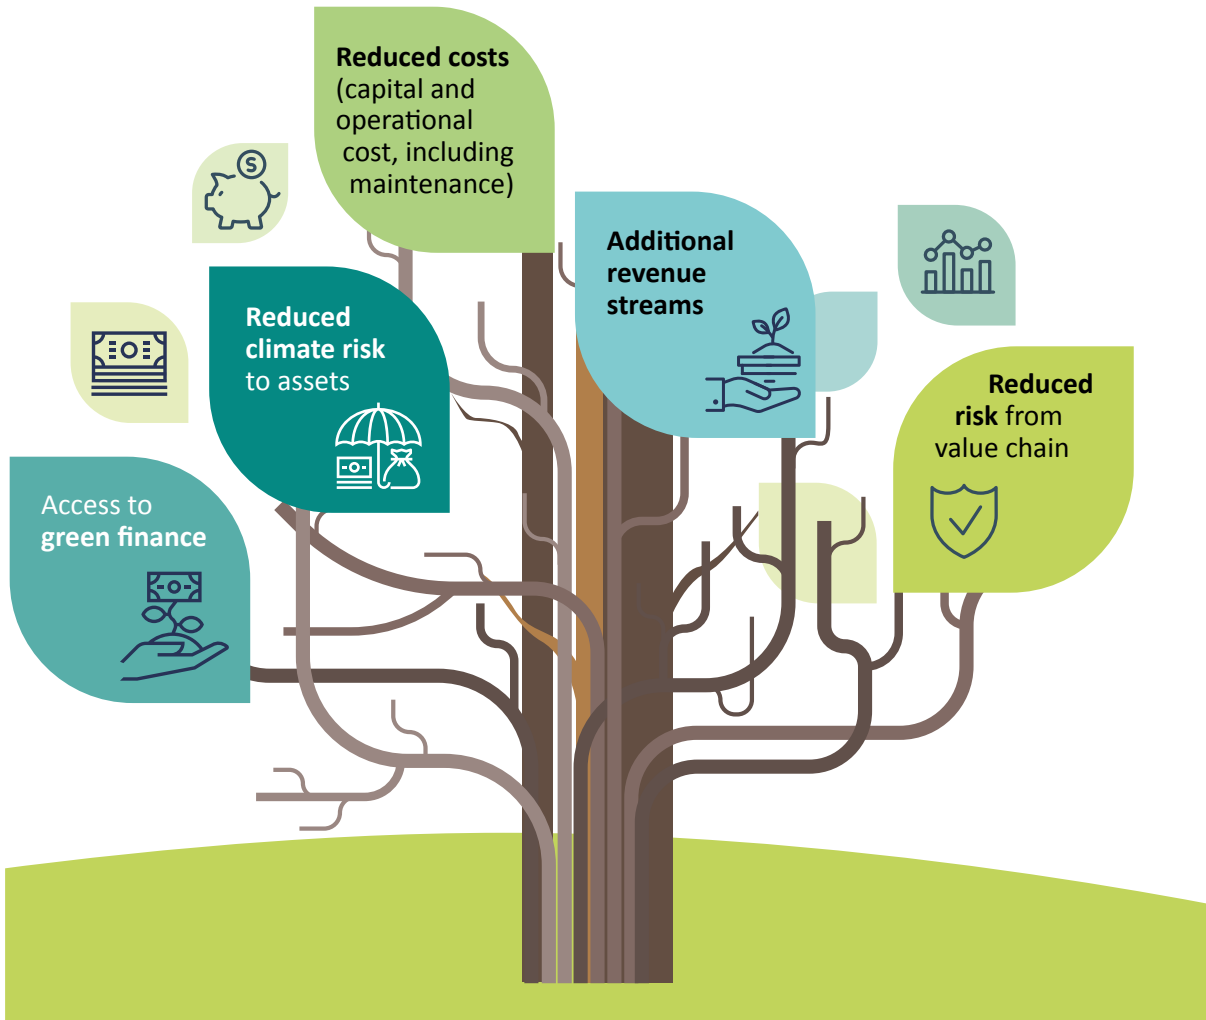 Reduced costs
(capital and
operational
cost, including
maintenance)
S
Additional
revenue
streams
Reduced
climate risk
to assets
Reduced
risk from
value chain
Access to
green finance